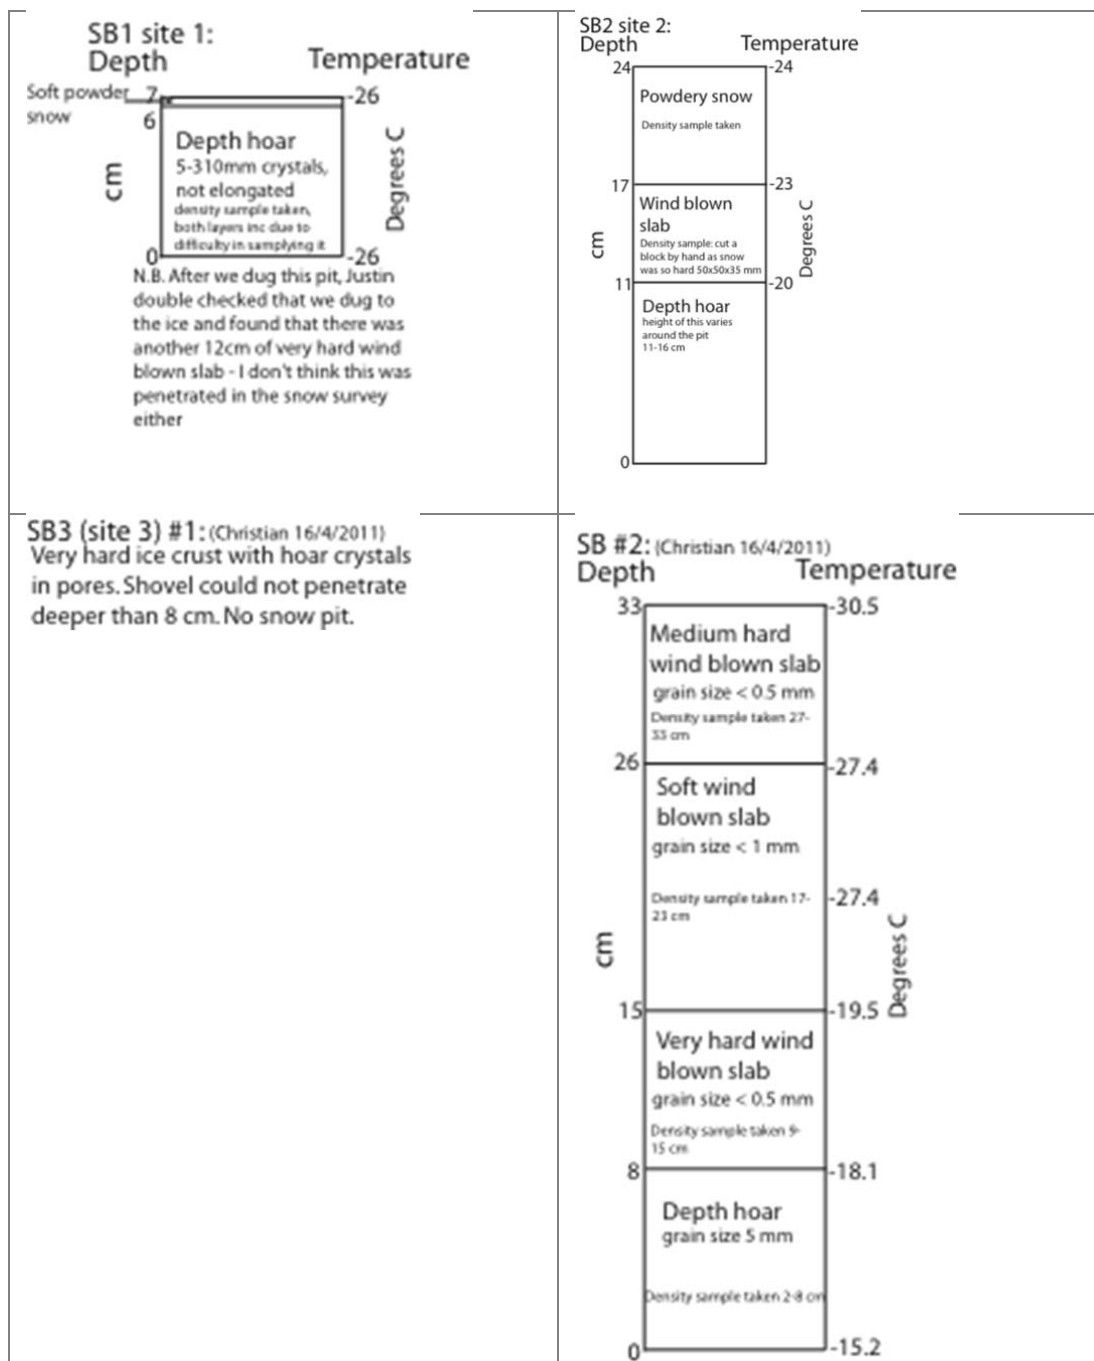 SB1 site 1:
Depth Temperature
Soft powder 7 -26
snow
6
Depth hoar
5-310mm crystals,
not elongated
density sample taken,
both layers inc due to
difficulty in samplying it
cm
Degrees C
0 -26
N.B. After we dug this pit, Justin
double checked that we dug to
the ice and found that there was
another 12cm of very hard wind
blown slab - I don't think this was
penetrated in the snow survey
either
SB2 site 2:
Depth Temperature
24 -24
Powdery snow
Density sample taken
17 -23
Wind blown
slab
Density sample: cut a
block by hand as snow
was so hard 50x50x35 mm
cm
Degrees C
11 -20
Depth hoar
height of this varies
around the pit
11-16 cm
0
SB3 (site 3) #1: (Christian 16/4/2011)
Very hard ice crust with hoar crystals
in pores. Shovel could not penetrate
deeper than 8 cm. No snow pit.
SB #2: (Christian 16/4/2011)
Depth Temperature
33 -30.5
Medium hard
wind blown slab
grain size < 0.5 mm
Density sample taken 27-
33 cm
26 -27.4
Soft wind
blown slab
grain size < 1 mm
Density sample taken 17- -27.4
23 cm
cm
Degrees C
15 -19.5
Very hard wind
blown slab
grain size < 0.5 mm
Density sample taken 9-
15 cm
8 -18.1
Depth hoar
grain size 5 mm
Density sample taken 2-8 cm
0 -15.2